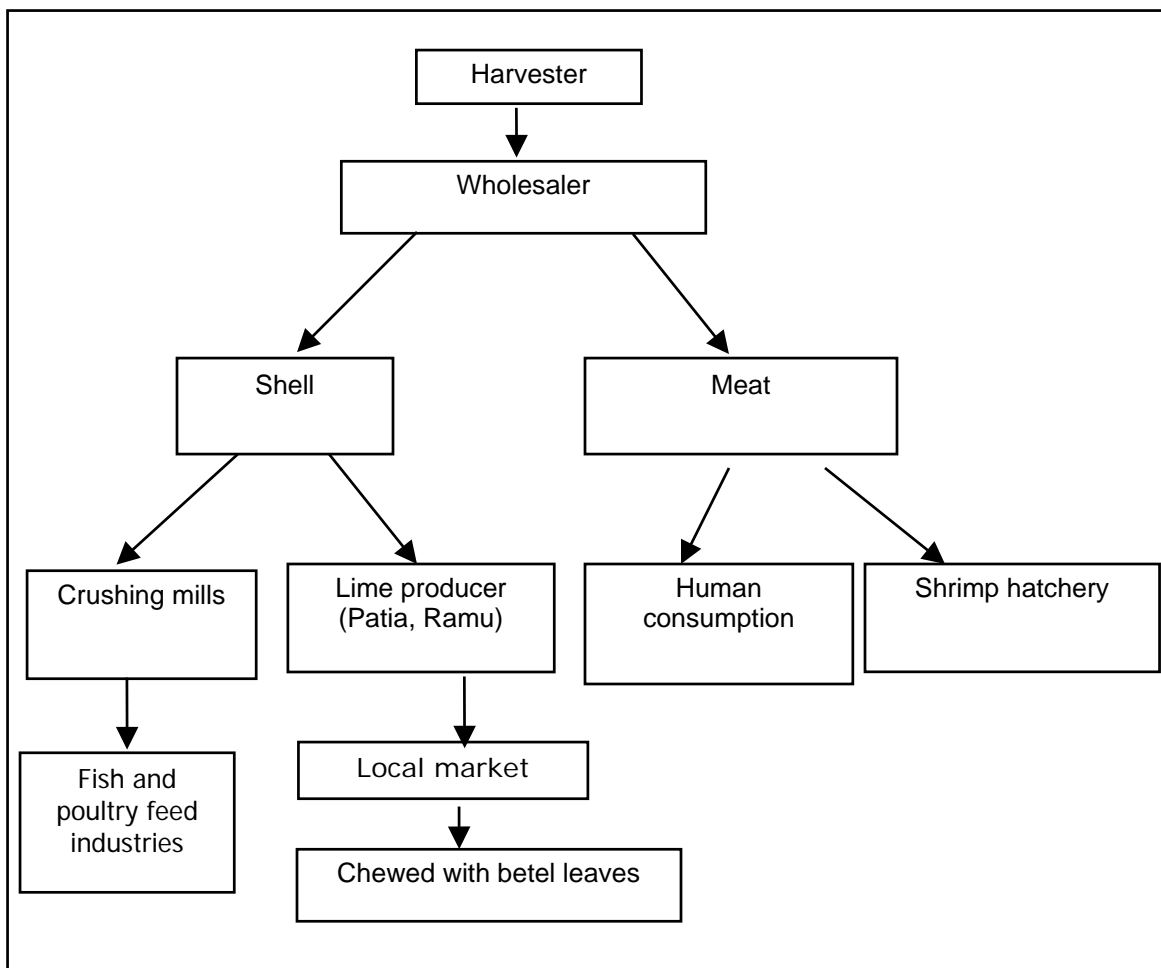 Harvester
Wholesaler
Shell
Meat
Crushing mills
Lime producer
(Patia, Ramu)
Human
consumption
Shrimp hatchery
Fish and
poultry feed
industries
Local market
Chewed with betel leaves